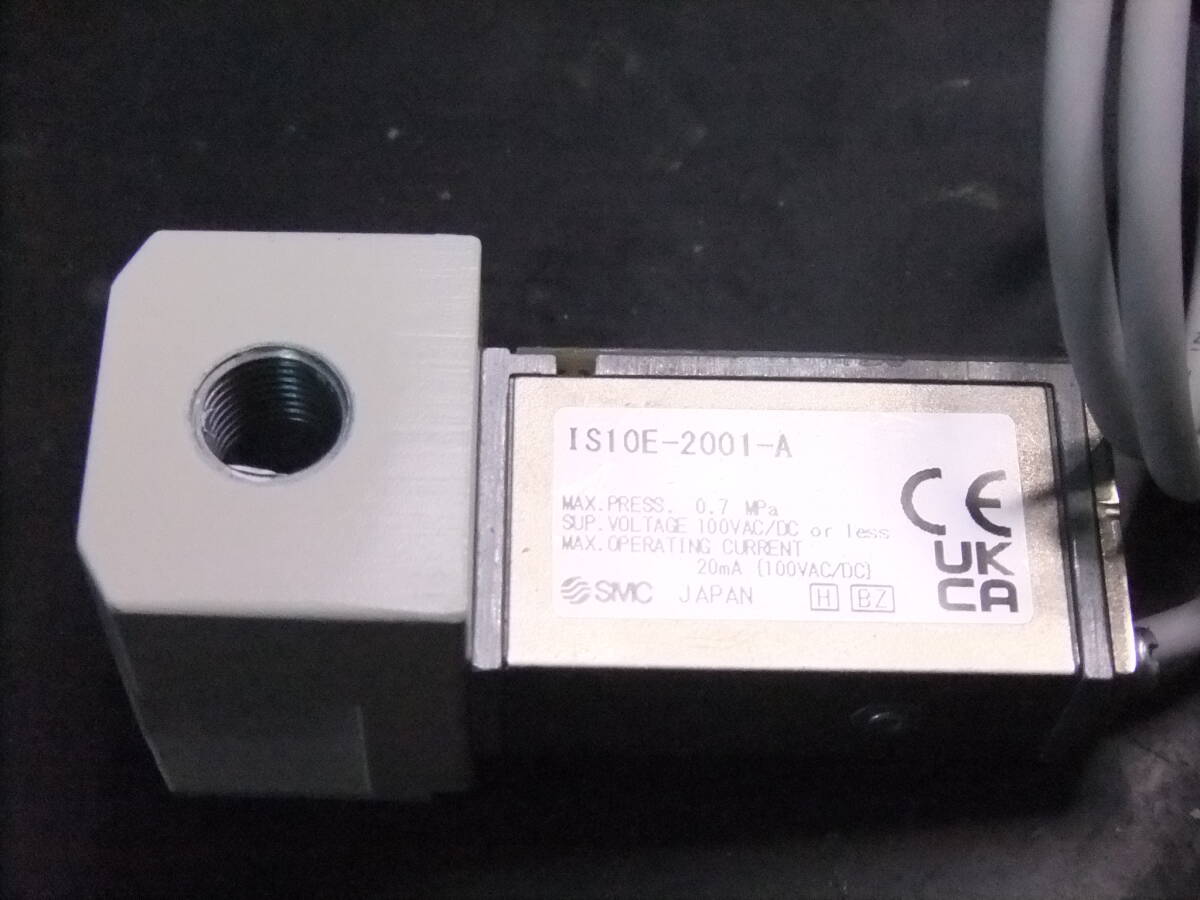 IS10E-2001-A
MAX.PRESS. 0.7 MPa
SUP.VOLTAGE 100VAC/DC or less
MAX.OPERATING CURRENT
20mA (100VAC/DC)
SMC JAPAN H BZ
CE
UK
CA